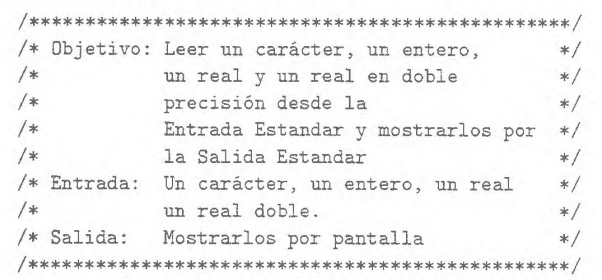 /*************************************************/
/* Objetivo: Leer un carácter, un entero,       */
/*           un real y un real en doble         */
/*           precisión desde la                 */
/*           Entrada Estandar y mostrarlos por  */
/*           la Salida Estandar                 */
/* Entrada:  Un carácter, un entero, un real    */
/*           un real doble.                     */
/* Salida:   Mostrarlos por pantalla            */
/*************************************************/